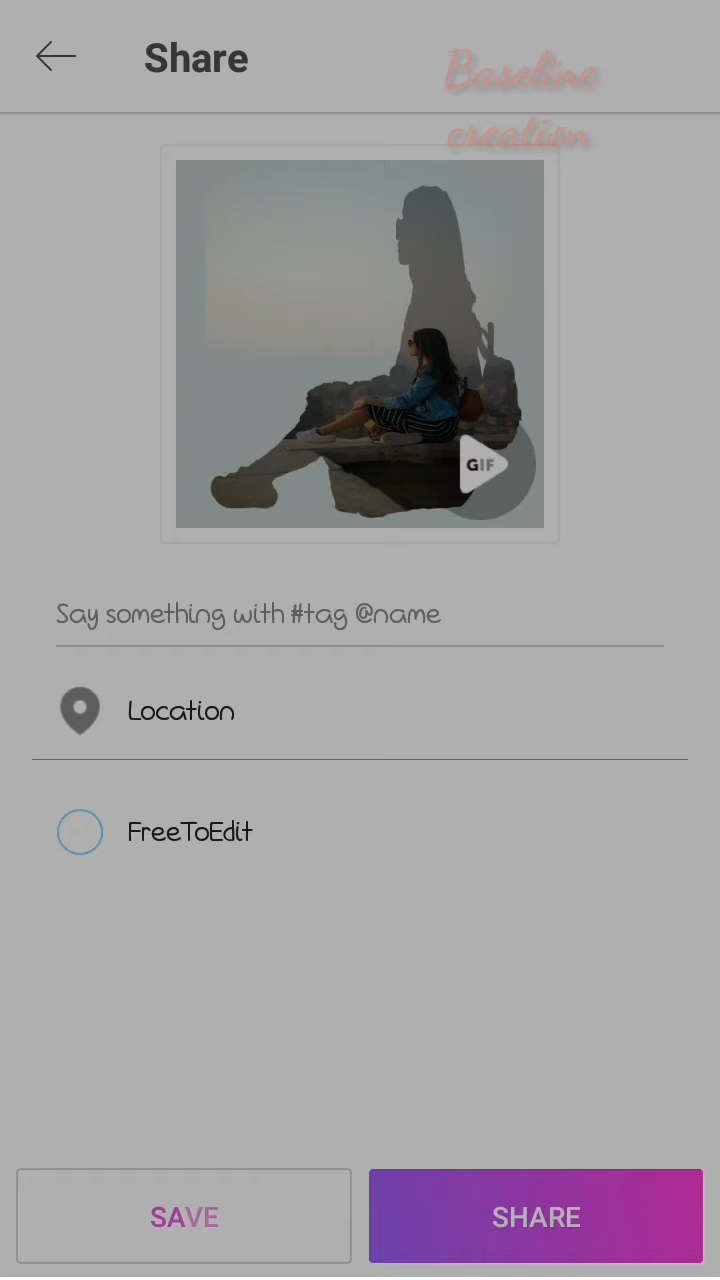 Share
Baseline
creation
GIF
Say something with #tag @name
Location
FreeToEdit
SAVE
SHARE